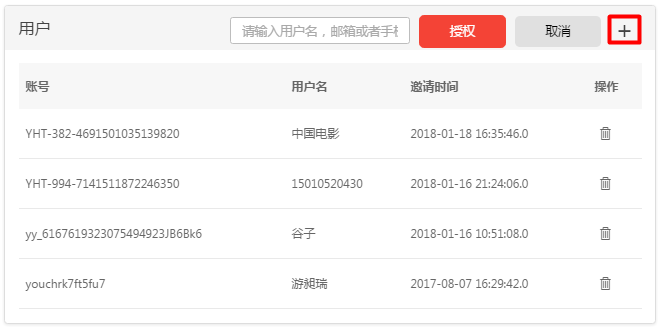 用户 请输入用户名，邮箱或者手机 授权 取消 +
账号 用户名 邀请时间 操作
YHT-382-4691501035139820 中国电影 2018-01-18 16:35:46.0
YHT-994-7141511872246350 15010520430 2018-01-16 21:24:06.0
yy_6167619323075494923JB6Bk6 谷子 2018-01-16 10:51:08.0
youchrk7ft5fu7 游昶瑞 2017-08-07 16:29:42.0